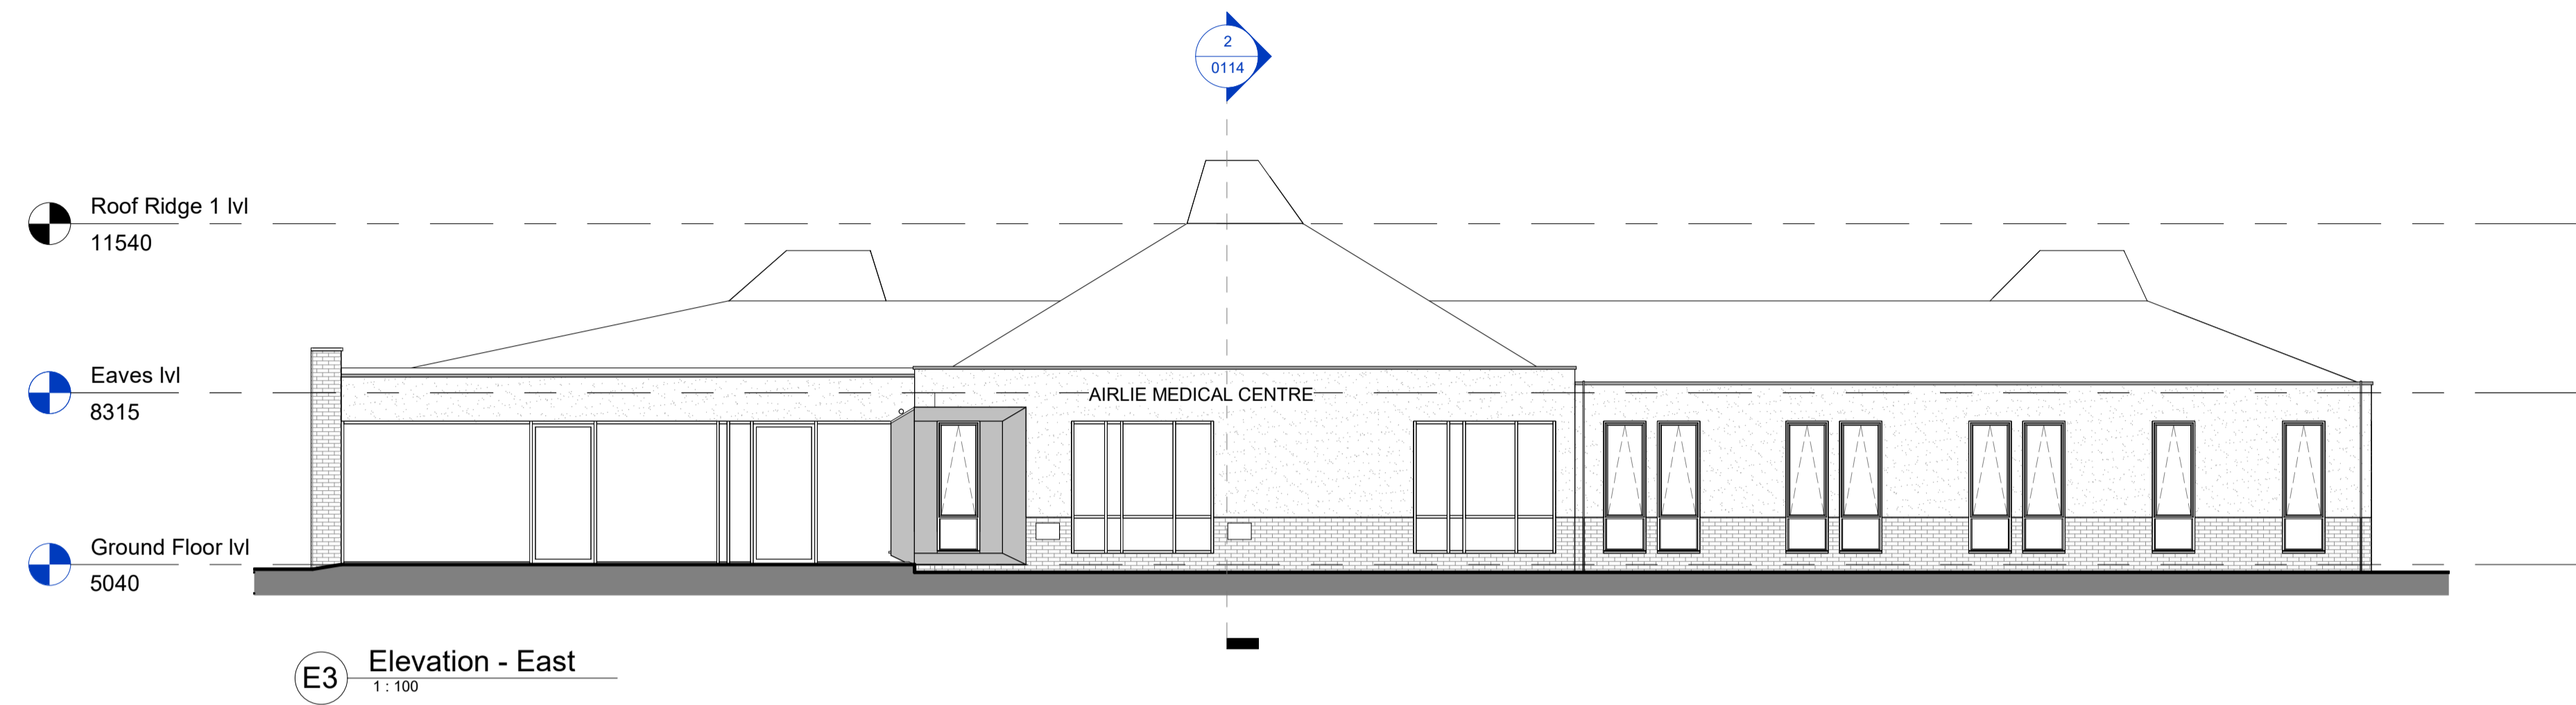 2
0114
Roof Ridge 1 lvl
11540
Eaves lvl
8315
AIRLIE MEDICAL CENTRE
Ground Floor lvl
5040
E3
Elevation - East
1 : 100